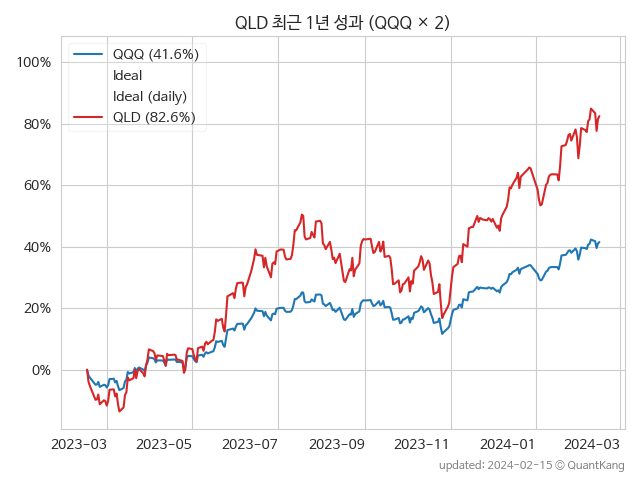 QLD 최근 1년 성과 (QQQ × 2)
100%
80%
60%
40%
20%
0%
QQQ (41.6%)
Ideal
Ideal (daily)
QLD (82.6%)
2023-03 2023-05 2023-07 2023-09 2023-11 2024-01 2024-03
updated: 2024-02-15 © QuantKang